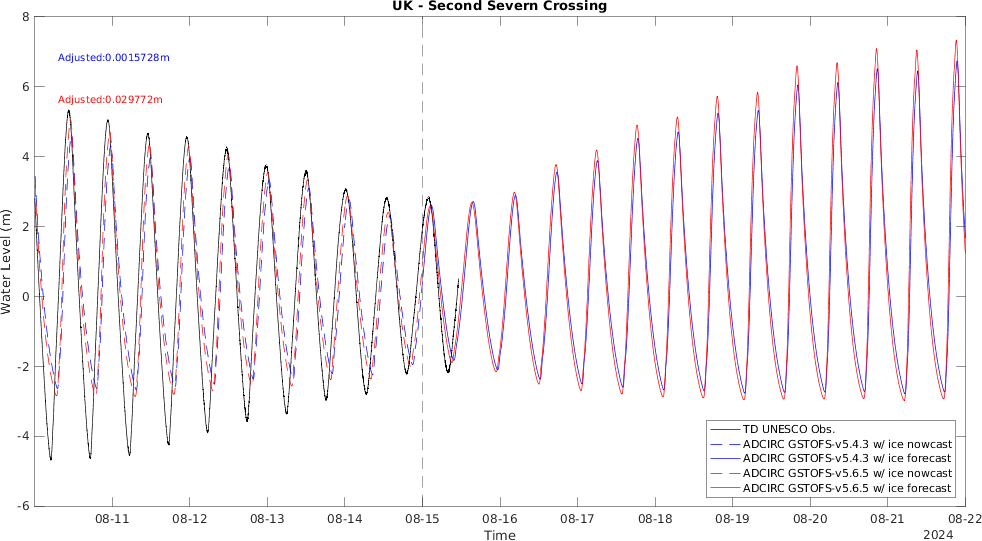 UK - Second Severn Crossing
8
6
4
2
0
-2
-4
-6
Water Level (m)
Adjusted:0.0015728m
Adjusted:0.029772m
TD UNESCO Obs.
ADCIRC GSTOFS-v5.4.3 w/ ice nowcast
ADCIRC GSTOFS-v5.4.3 w/ ice forecast
ADCIRC GSTOFS-v5.6.5 w/ ice nowcast
ADCIRC GSTOFS-v5.6.5 w/ ice forecast
08-11 08-12 08-13 08-14 08-15 08-16 08-17 08-18 08-19 08-20 08-21 08-22
Time
2024